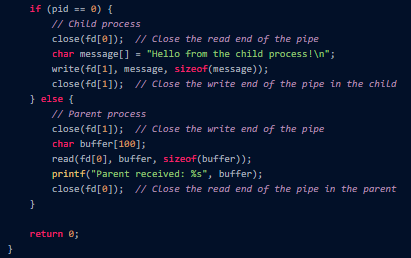 if (pid == 0) {
// Child process
close(fd[0]);  // Close the read end of the pipe
char message[] = "Hello from the child process!\n";
write(fd[1], message, sizeof(message));
close(fd[1]);  // Close the write end of the pipe in the child
} else {
// Parent process
close(fd[1]);  // Close the write end of the pipe
char buffer[100];
read(fd[0], buffer, sizeof(buffer));
printf("Parent received: %s", buffer);
close(fd[0]);  // Close the read end of the pipe in the parent
}
return 0;
}